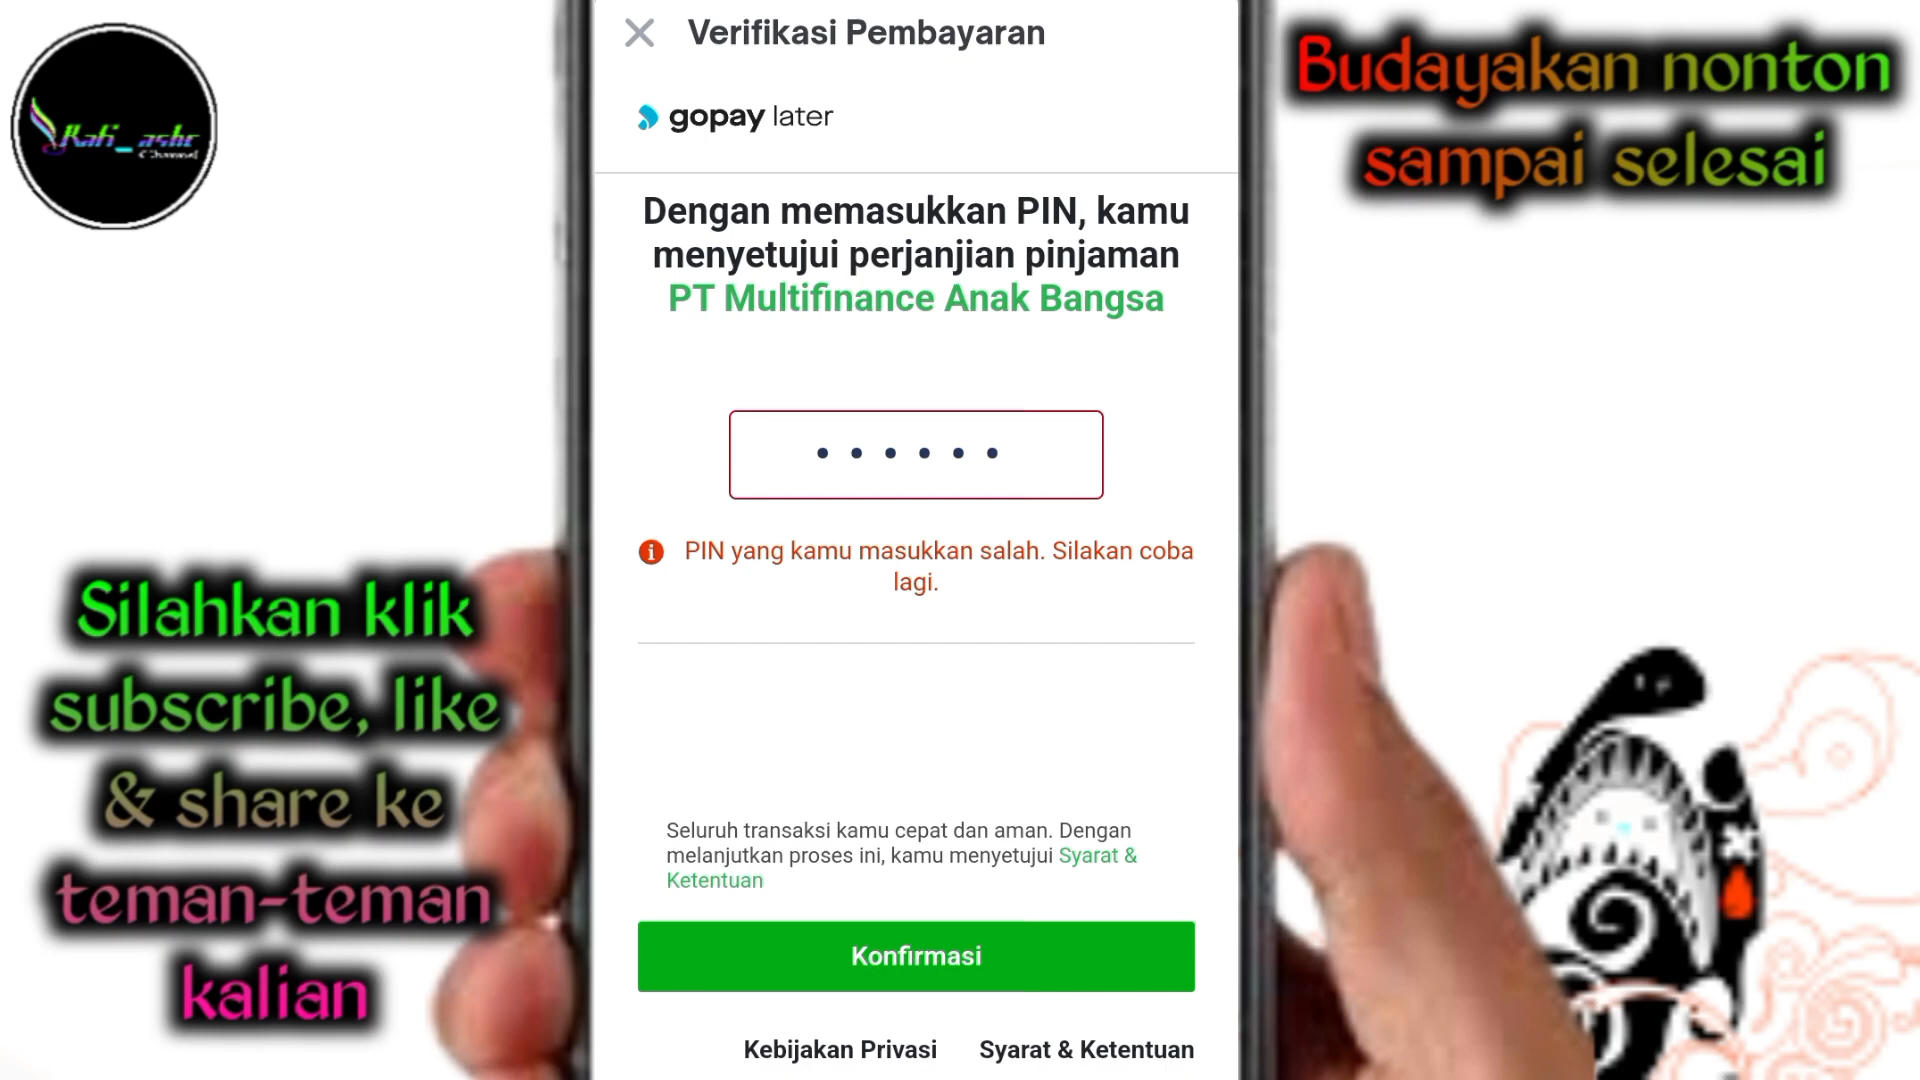 Verifikasi Pembayaran
gopay later
Dengan memasukkan PIN, kamu
menyetujui perjanjian pinjaman
PT Multifinance Anak Bangsa
PIN yang kamu masukkan salah. Silakan coba
lagi.
Seluruh transaksi kamu cepat dan aman. Dengan
melanjutkan proses ini, kamu menyetujui Syarat &
Ketentuan
Konfirmasi
Kebijakan Privasi
Syarat & Ketentuan
Budayakan nonton
sampai selesai
Silahkan klik
subscribe, like
& share ke
teman-teman
kalian
Channel